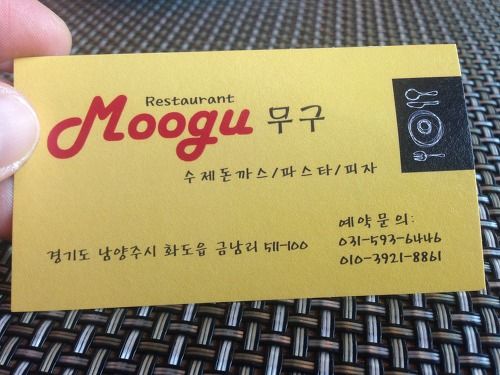 Restaurant
Moogu 무구
수제돈까스/파스타/피자
예약문의:
경기도 남양주시 화도읍 금남리 511-100
031-593-6446
010-3921-8861